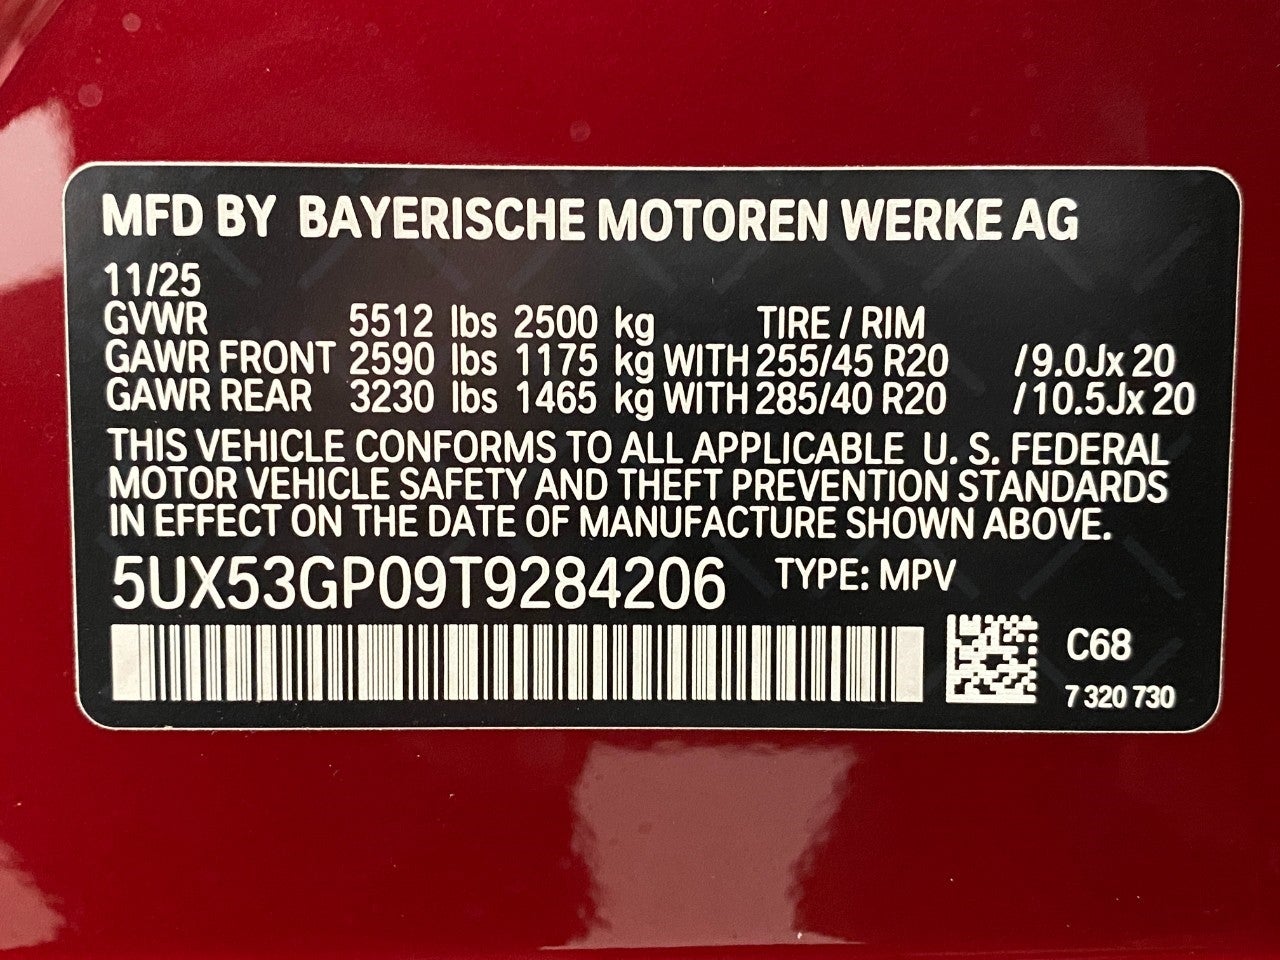 MFD BY BAYERISCHE MOTOREN WERKE AG
11/25
GVWR 5512 lbs 2500 kg TIRE / RIM
GAWR FRONT 2590 lbs 1175 kg WITH 255/45 R20 /9.0Jx 20
GAWR REAR 3230 lbs 1465 kg WITH 285/40 R20 /10.5Jx 20
THIS VEHICLE CONFORMS TO ALL APPLICABLE U. S. FEDERAL
MOTOR VEHICLE SAFETY AND THEFT PREVENTION STANDARDS
IN EFFECT ON THE DATE OF MANUFACTURE SHOWN ABOVE.
5UX53GP09T9284206 TYPE: MPV
C68
7 320 730